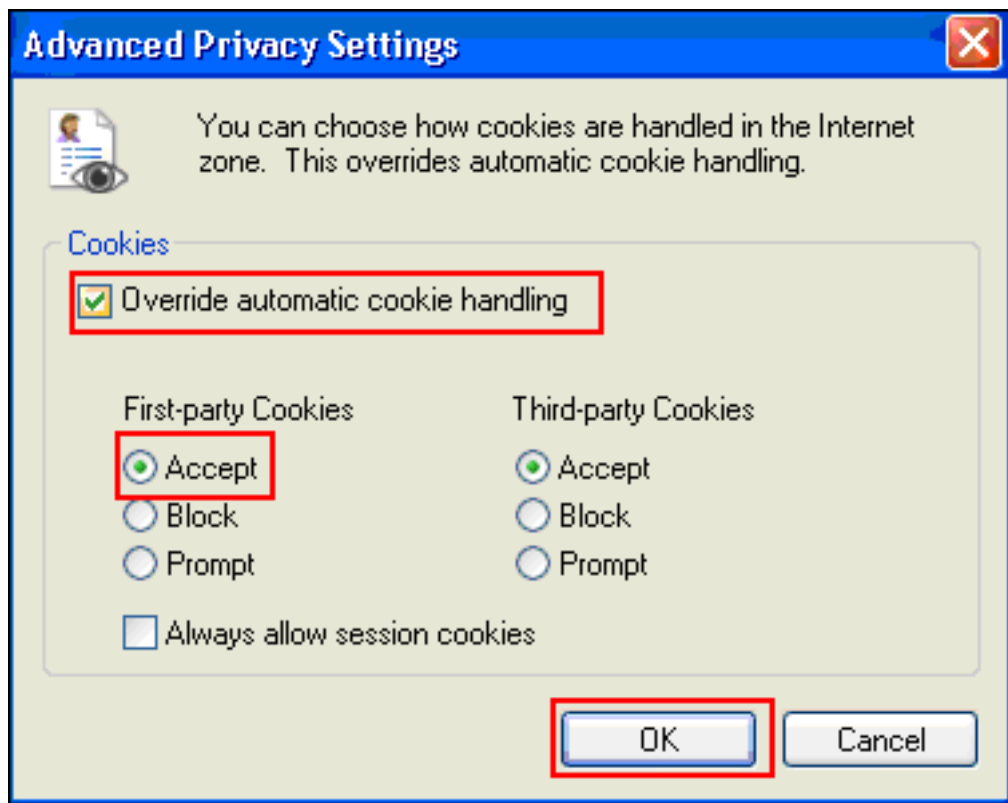 Advanced Privacy Settings
You can choose how cookies are handled in the Internet
zone.  This overrides automatic cookie handling.
Cookies
Override automatic cookie handling
First-party Cookies
Third-party Cookies
Accept
Accept
Block
Block
Prompt
Prompt
Always allow session cookies
OK
Cancel